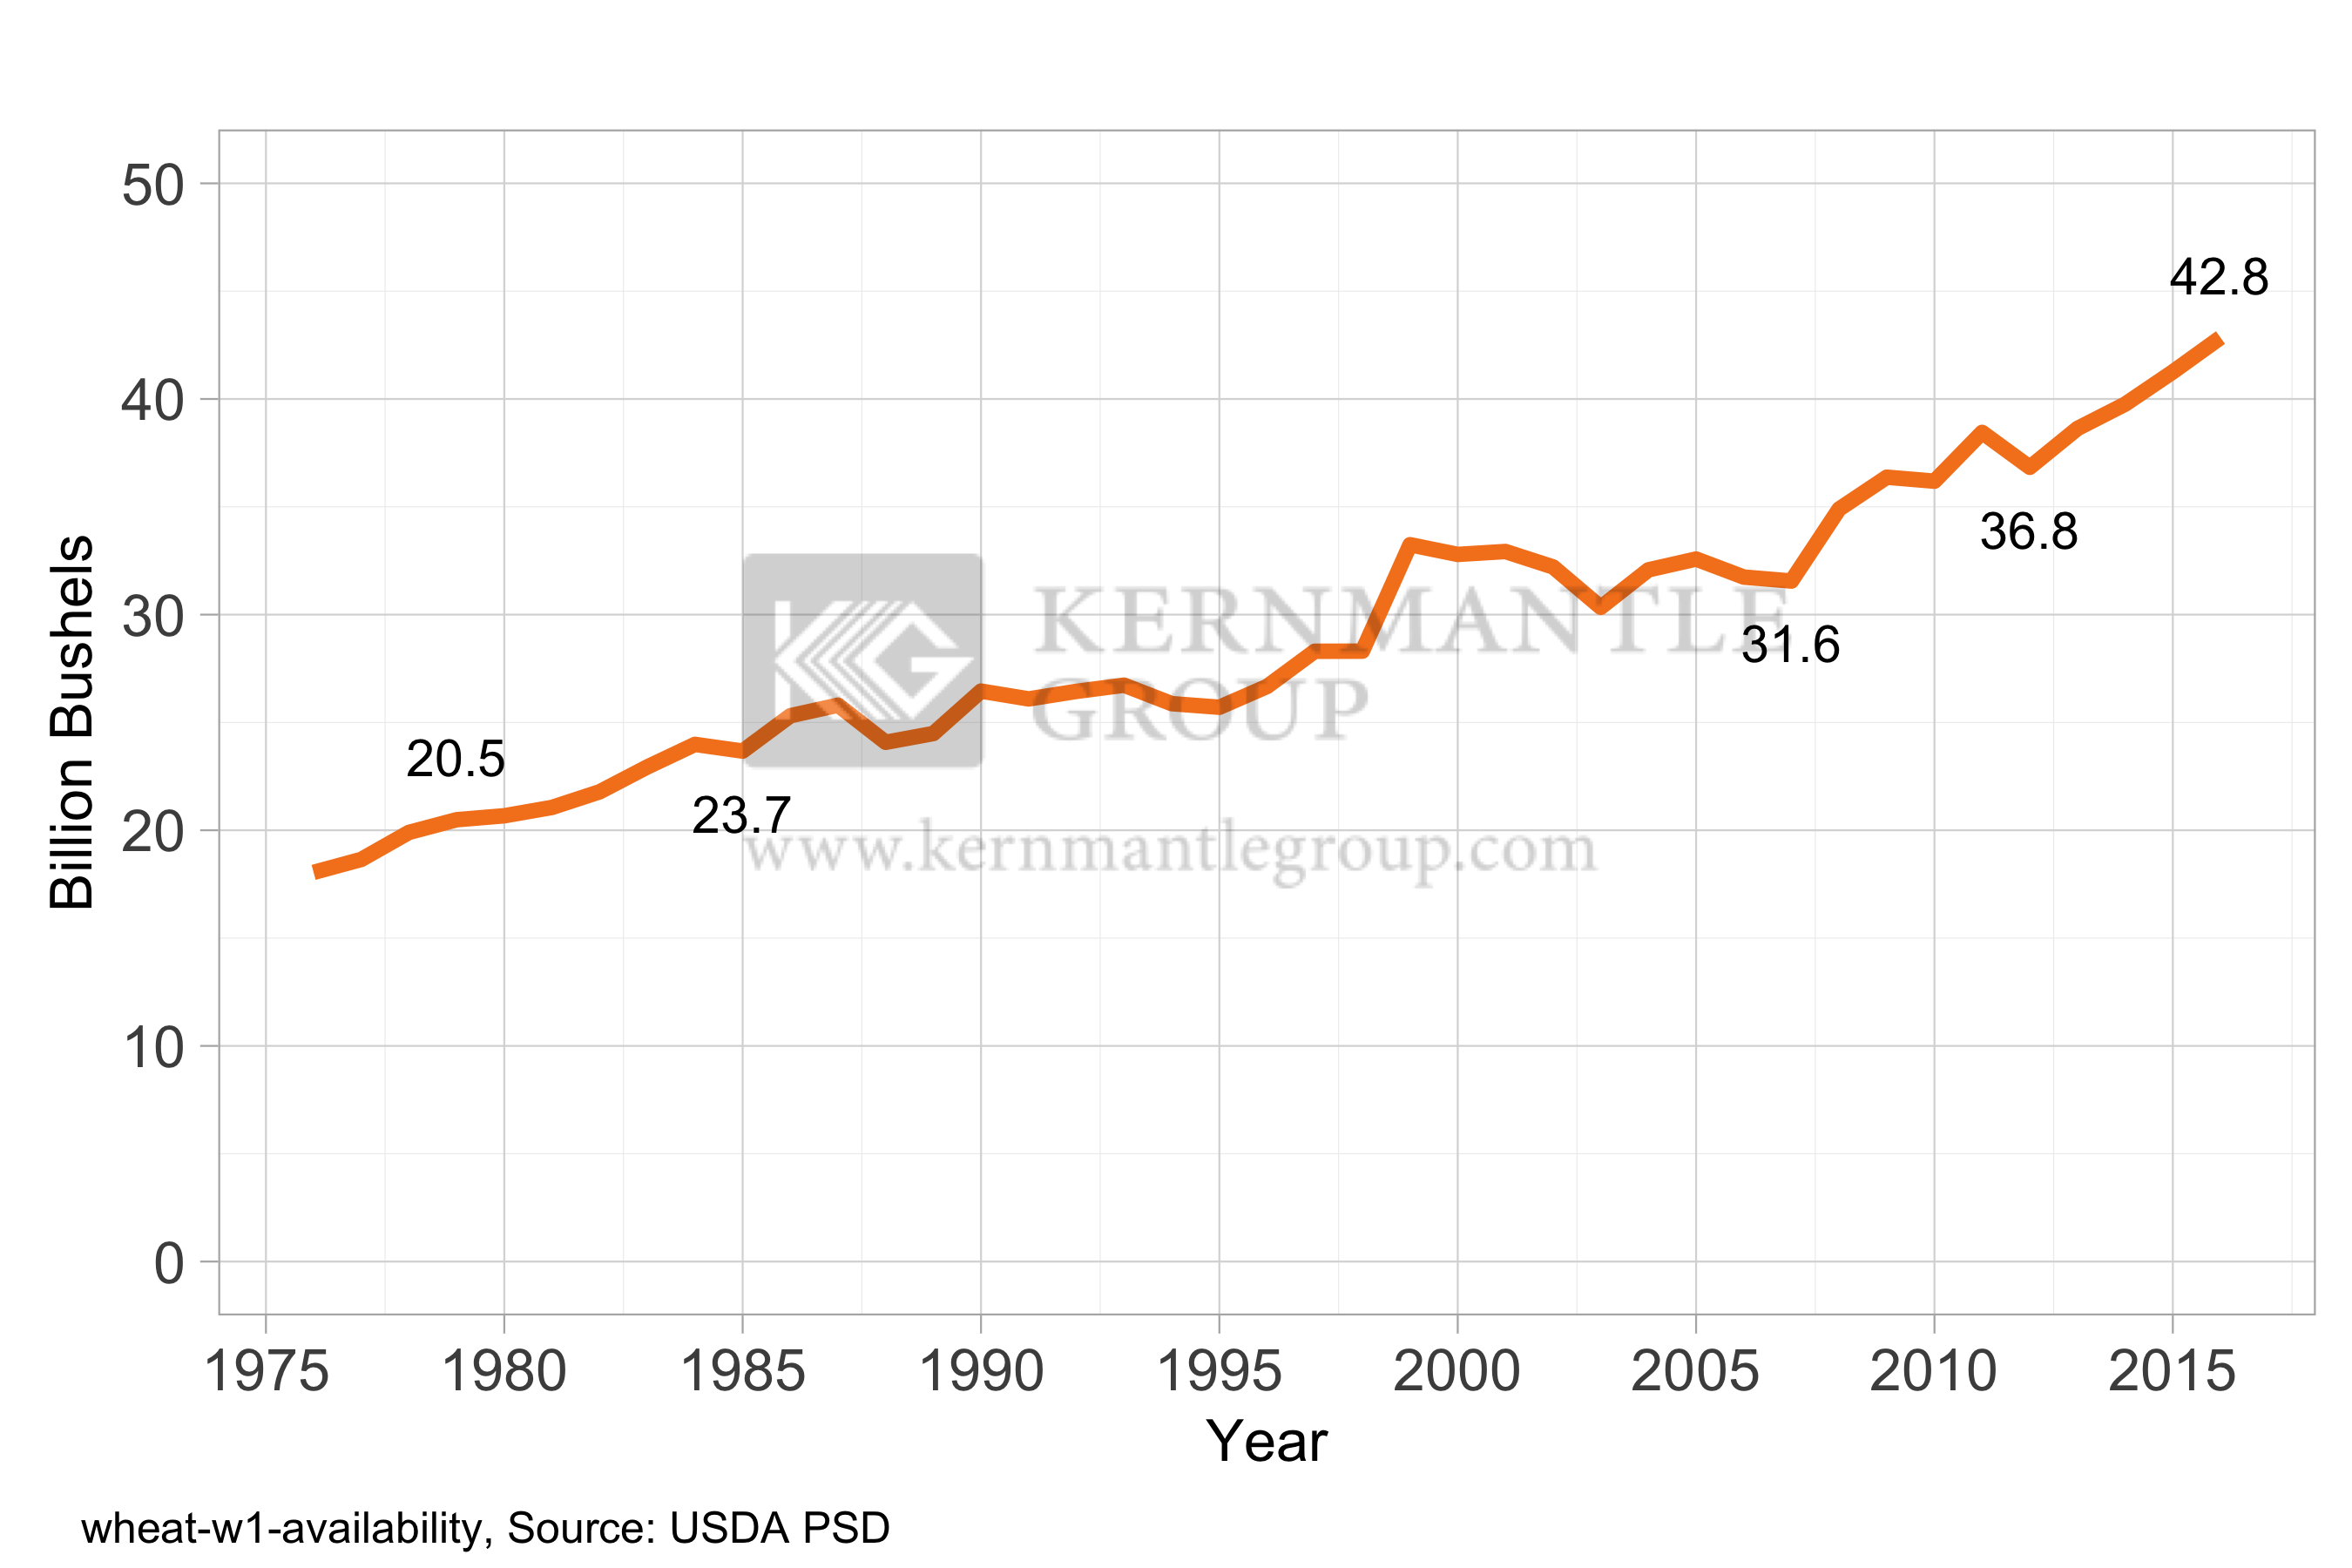 50
40
30
20
10
0
Billion Bushels
42.8
36.8
31.6
20.5
23.7
KERNMANTLE
GROUP
www.kernmantlegroup.com
1975 1980 1985 1990 1995 2000 2005 2010 2015
Year
wheat-w1-availability, Source: USDA PSD